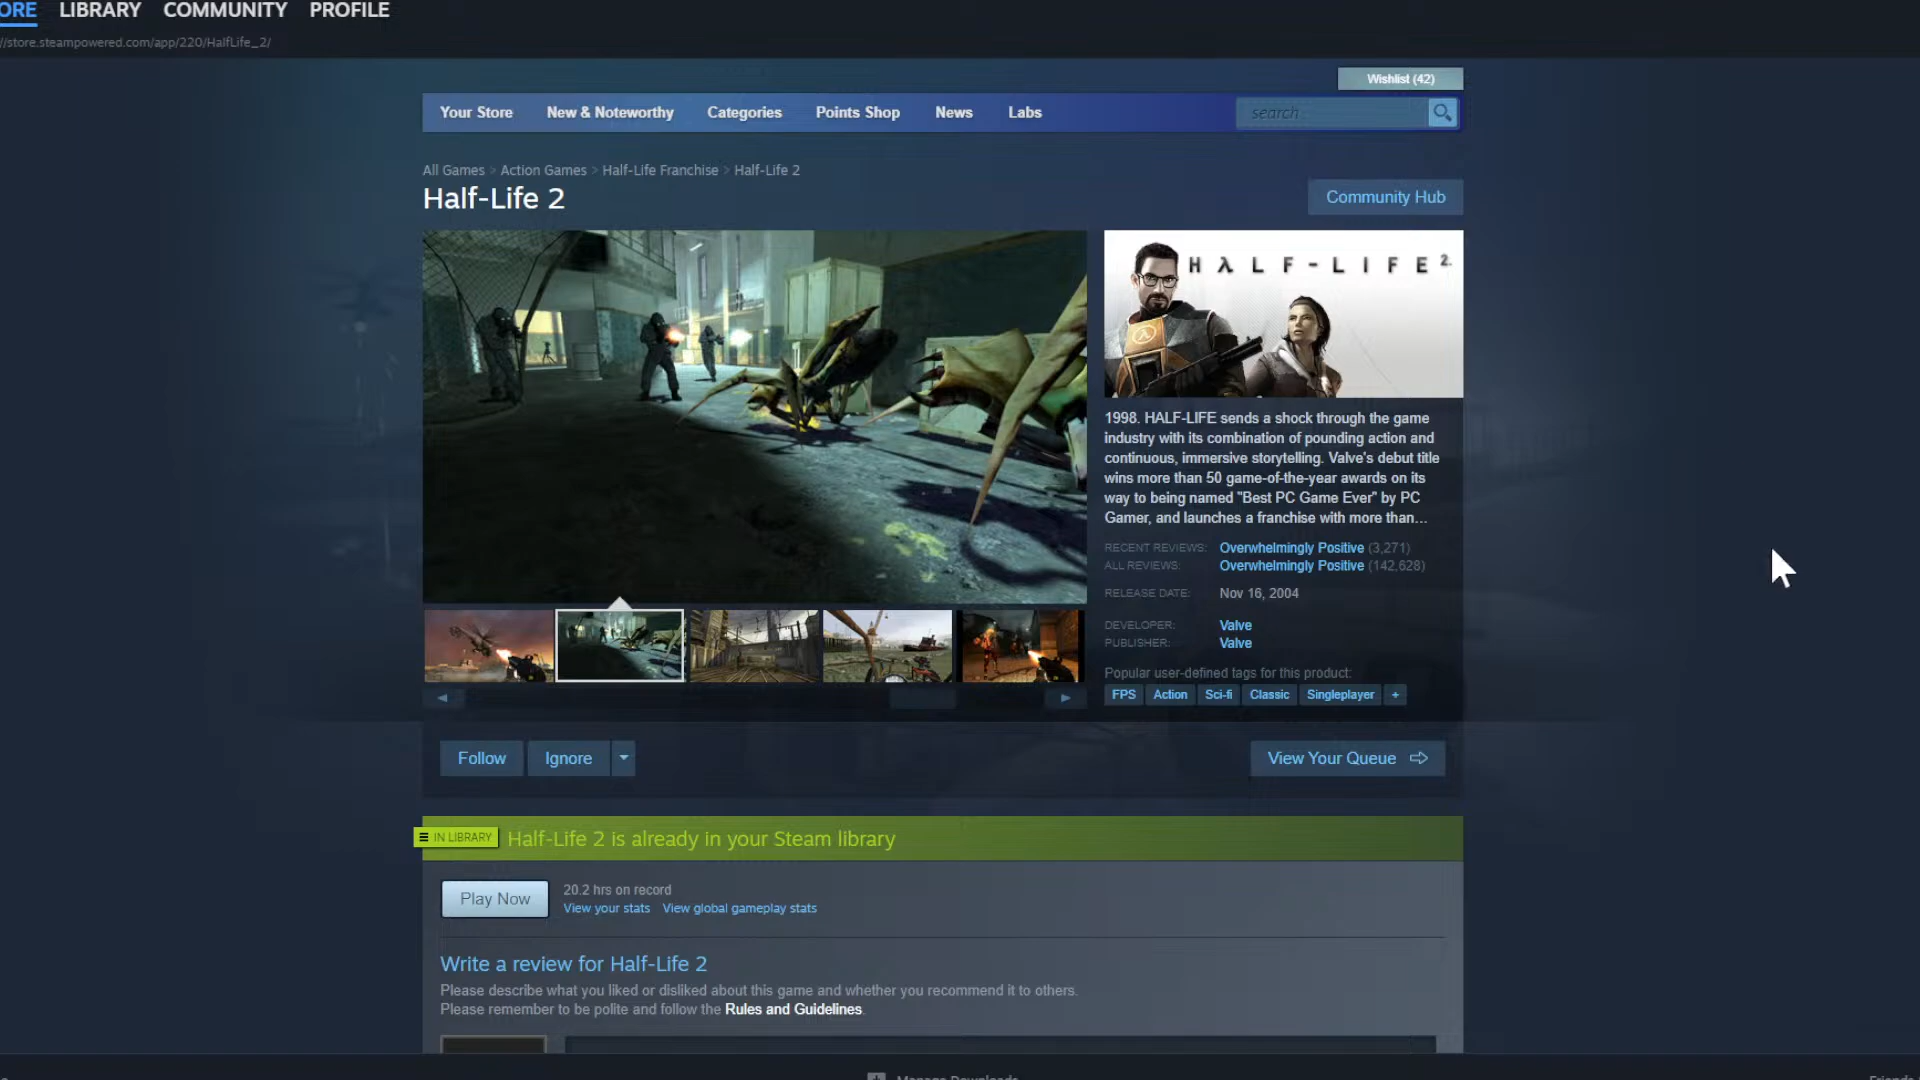 ORE LIBRARY COMMUNITY PROFILE
//store.steampowered.com/app/220/HalfLife_2/
Wishlist (42)
Your Store New & Noteworthy Categories Points Shop News Labs search
All Games > Action Games > Half-Life Franchise > Half-Life 2
Half-Life 2
Community Hub
HλLF-LIFE 2
1998. HALF-LIFE sends a shock through the game
industry with its combination of pounding action and
continuous, immersive storytelling. Valve's debut title
wins more than 50 game-of-the-year awards on its
way to being named "Best PC Game Ever" by PC
Gamer, and launches a franchise with more than...
RECENT REVIEWS: Overwhelmingly Positive (3,271)
ALL REVIEWS: Overwhelmingly Positive (142,628)
RELEASE DATE: Nov 16, 2004
DEVELOPER: Valve
PUBLISHER: Valve
Popular user-defined tags for this product:
FPS Action Sci-fi Classic Singleplayer +
Follow Ignore View Your Queue
IN LIBRARY Half-Life 2 is already in your Steam library
Play Now 20.2 hrs on record
View your stats View global gameplay stats
Write a review for Half-Life 2
Please describe what you liked or disliked about this game and whether you recommend it to others.
Please remember to be polite and follow the Rules and Guidelines.
Manage Downloads